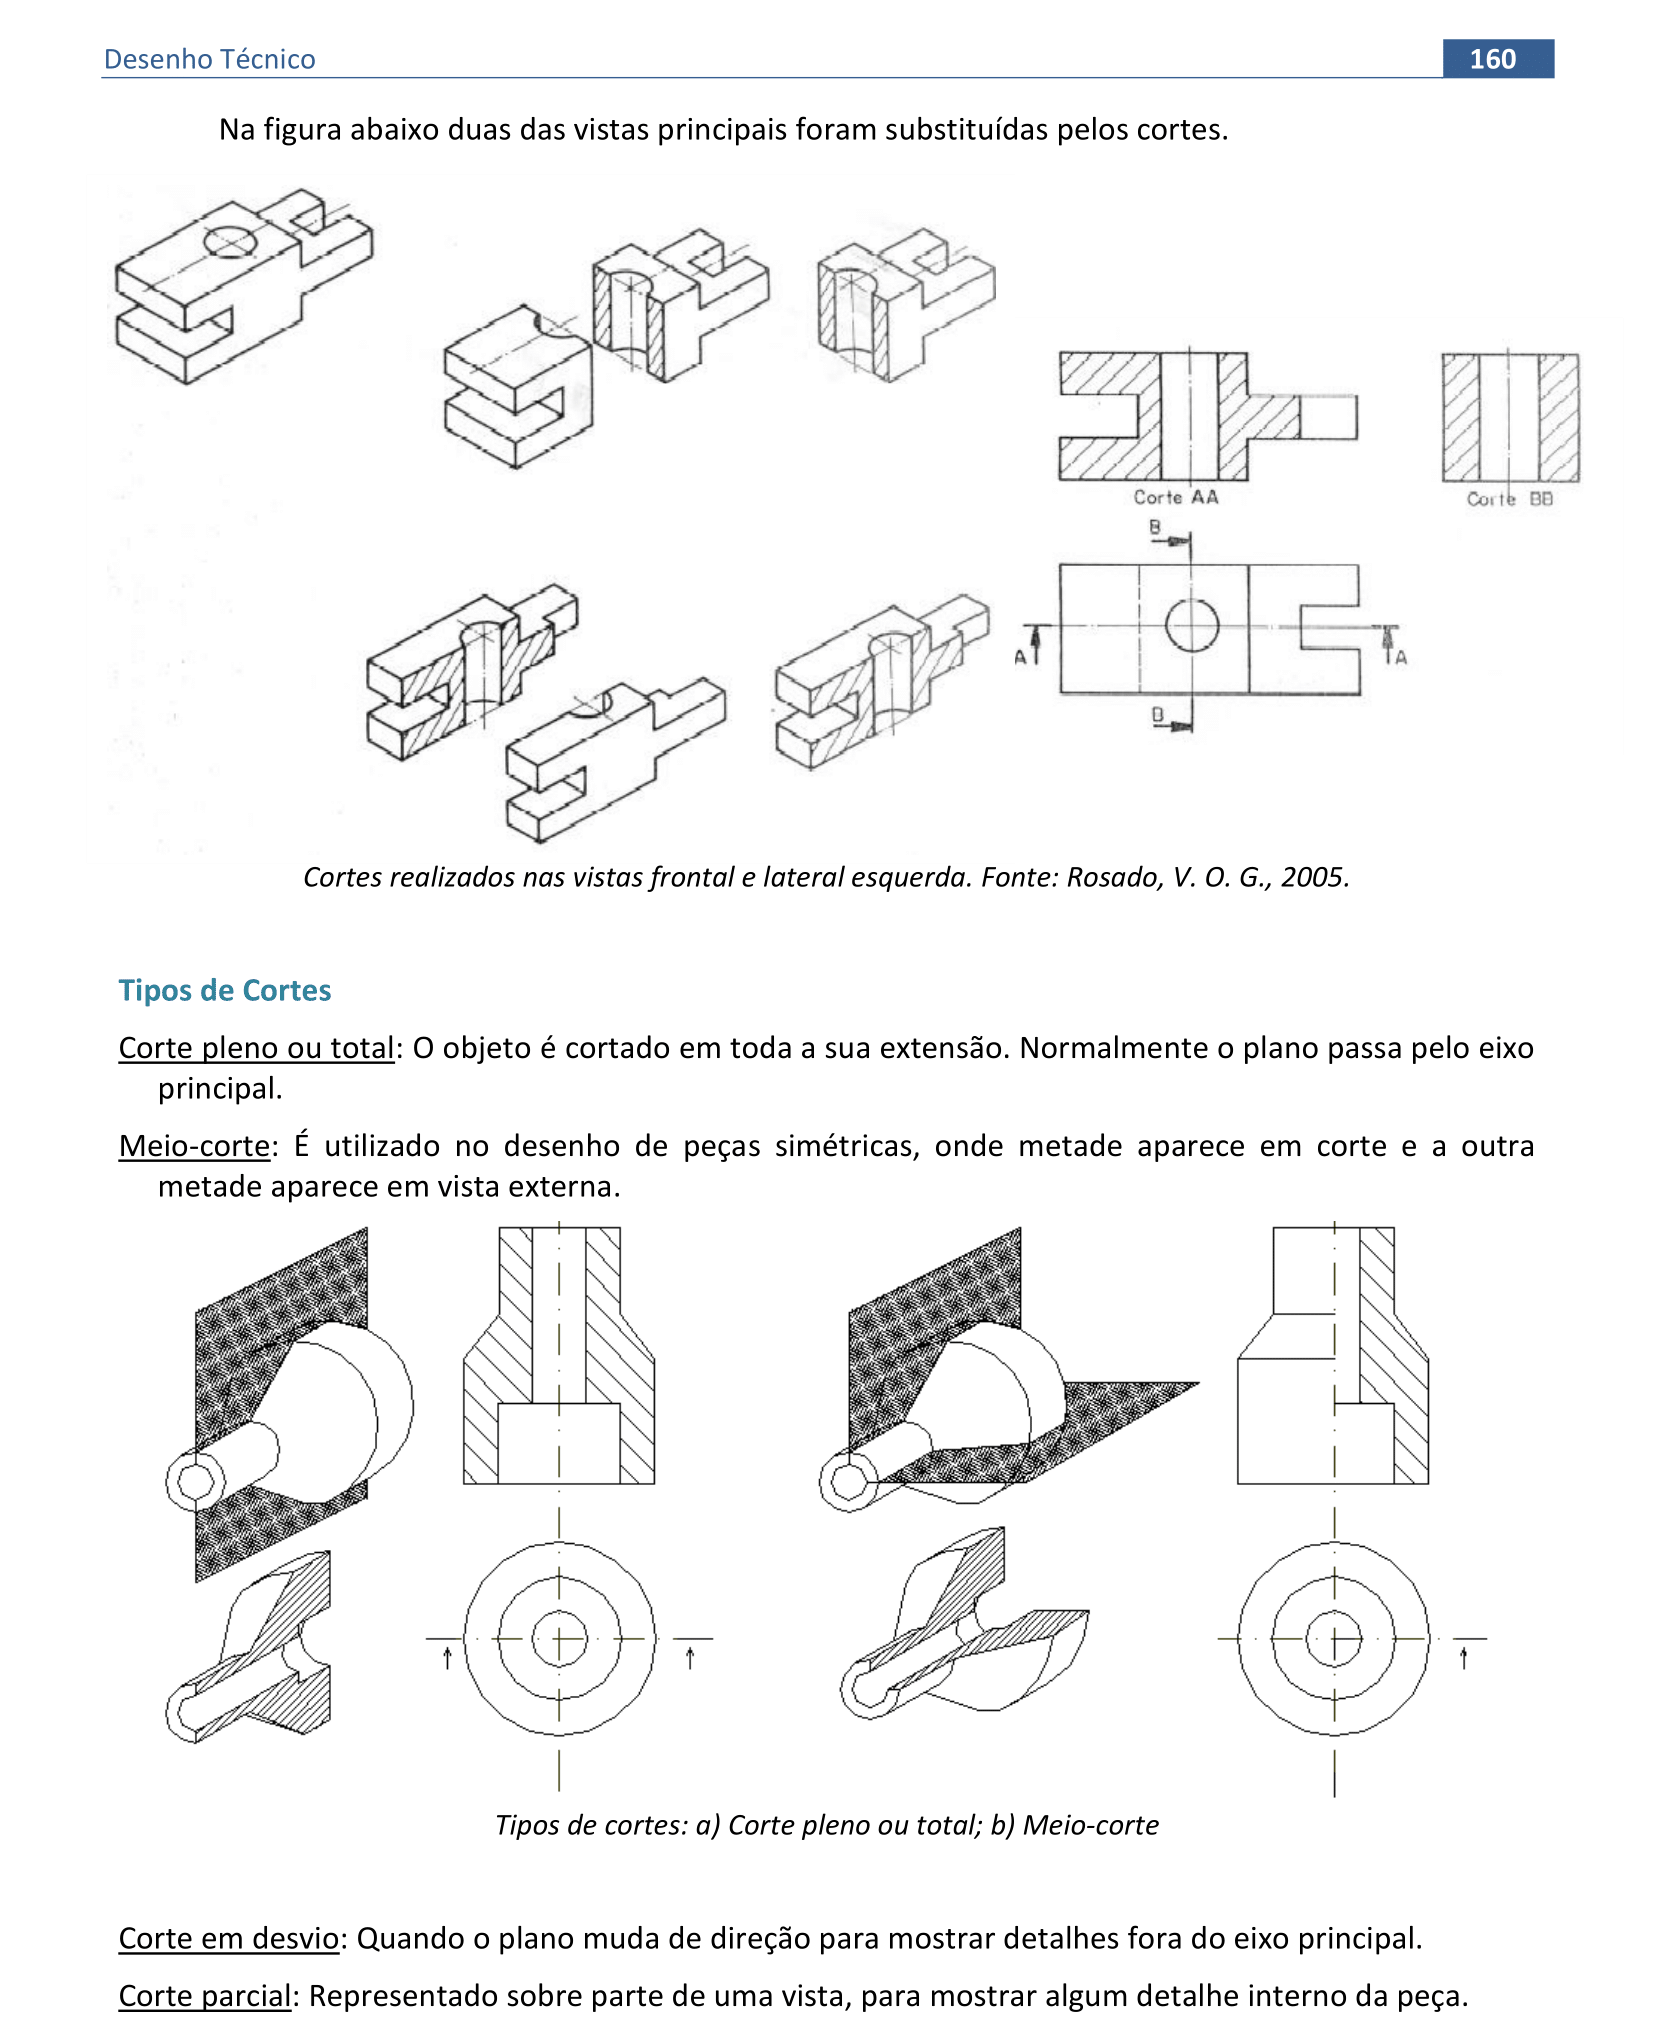 Desenho Técnico 160
Na figura abaixo duas das vistas principais foram substituídas pelos cortes.
Corte AA Corte BB
B
A A
B
Cortes realizados nas vistas frontal e lateral esquerda. Fonte: Rosado, V. O. G., 2005.
Tipos de Cortes
Corte pleno ou total: O objeto é cortado em toda a sua extensão. Normalmente o plano passa pelo eixo
principal.
Meio-corte: É utilizado no desenho de peças simétricas, onde metade aparece em corte e a outra
metade aparece em vista externa.
Tipos de cortes: a) Corte pleno ou total; b) Meio-corte
Corte em desvio: Quando o plano muda de direção para mostrar detalhes fora do eixo principal.
Corte parcial: Representado sobre parte de uma vista, para mostrar algum detalhe interno da peça.